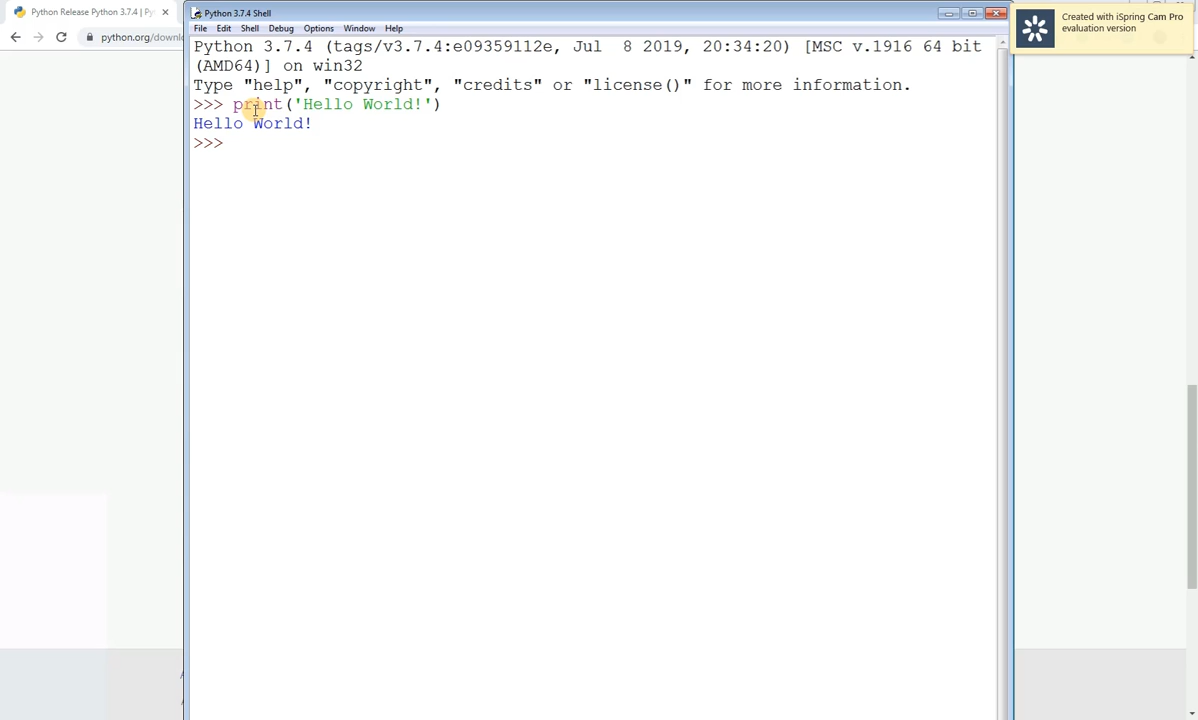 Python Release Python 3.7.4 | Py
python.org/downlo
Python 3.7.4 Shell
File Edit Shell Debug Options Window Help
Python 3.7.4 (tags/v3.7.4:e09359112e, Jul  8 2019, 20:34:20) [MSC v.1916 64 bit
(AMD64)] on win32
Type "help", "copyright", "credits" or "license()" for more information.
>>> print('Hello World!')
Hello World!
>>>
Created with iSpring Cam Pro
evaluation version